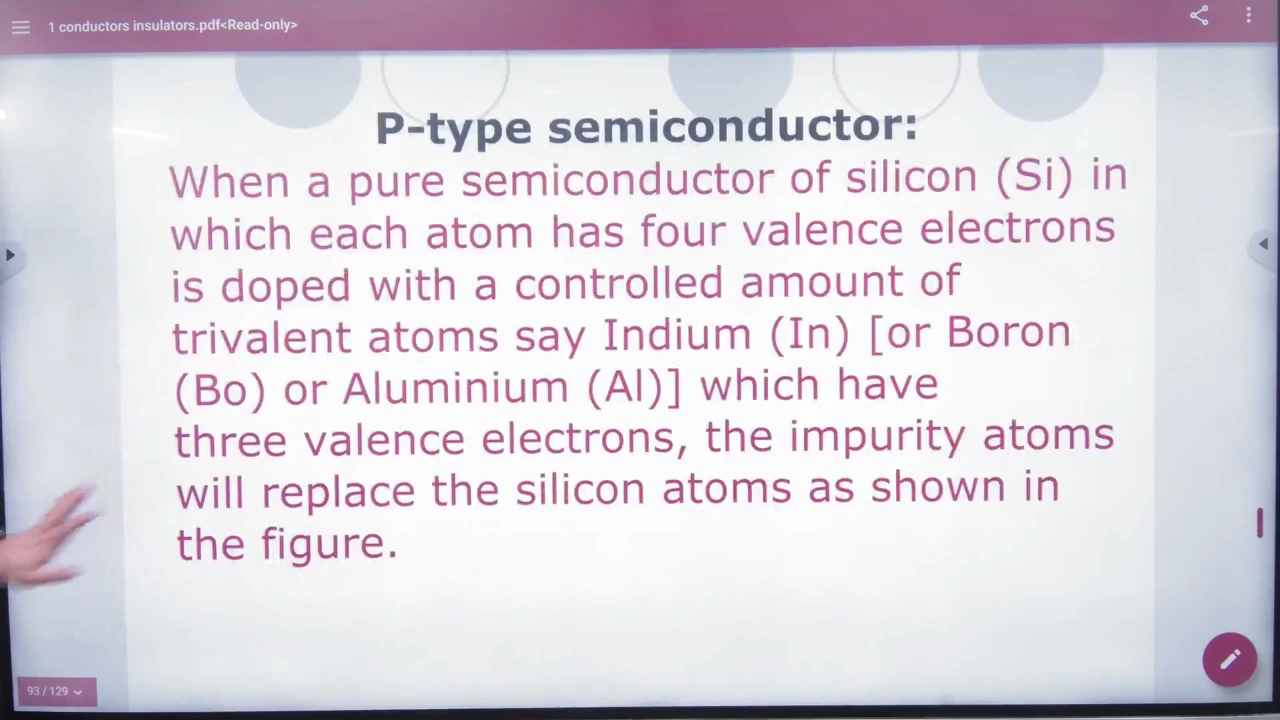 1 conductors insulators.pdf<Read-only>
P-type semiconductor:
When a pure semiconductor of silicon (Si) in
which each atom has four valence electrons
is doped with a controlled amount of
trivalent atoms say Indium (In) [or Boron
(Bo) or Aluminium (Al)] which have
three valence electrons, the impurity atoms
will replace the silicon atoms as shown in
the figure.
93 / 129